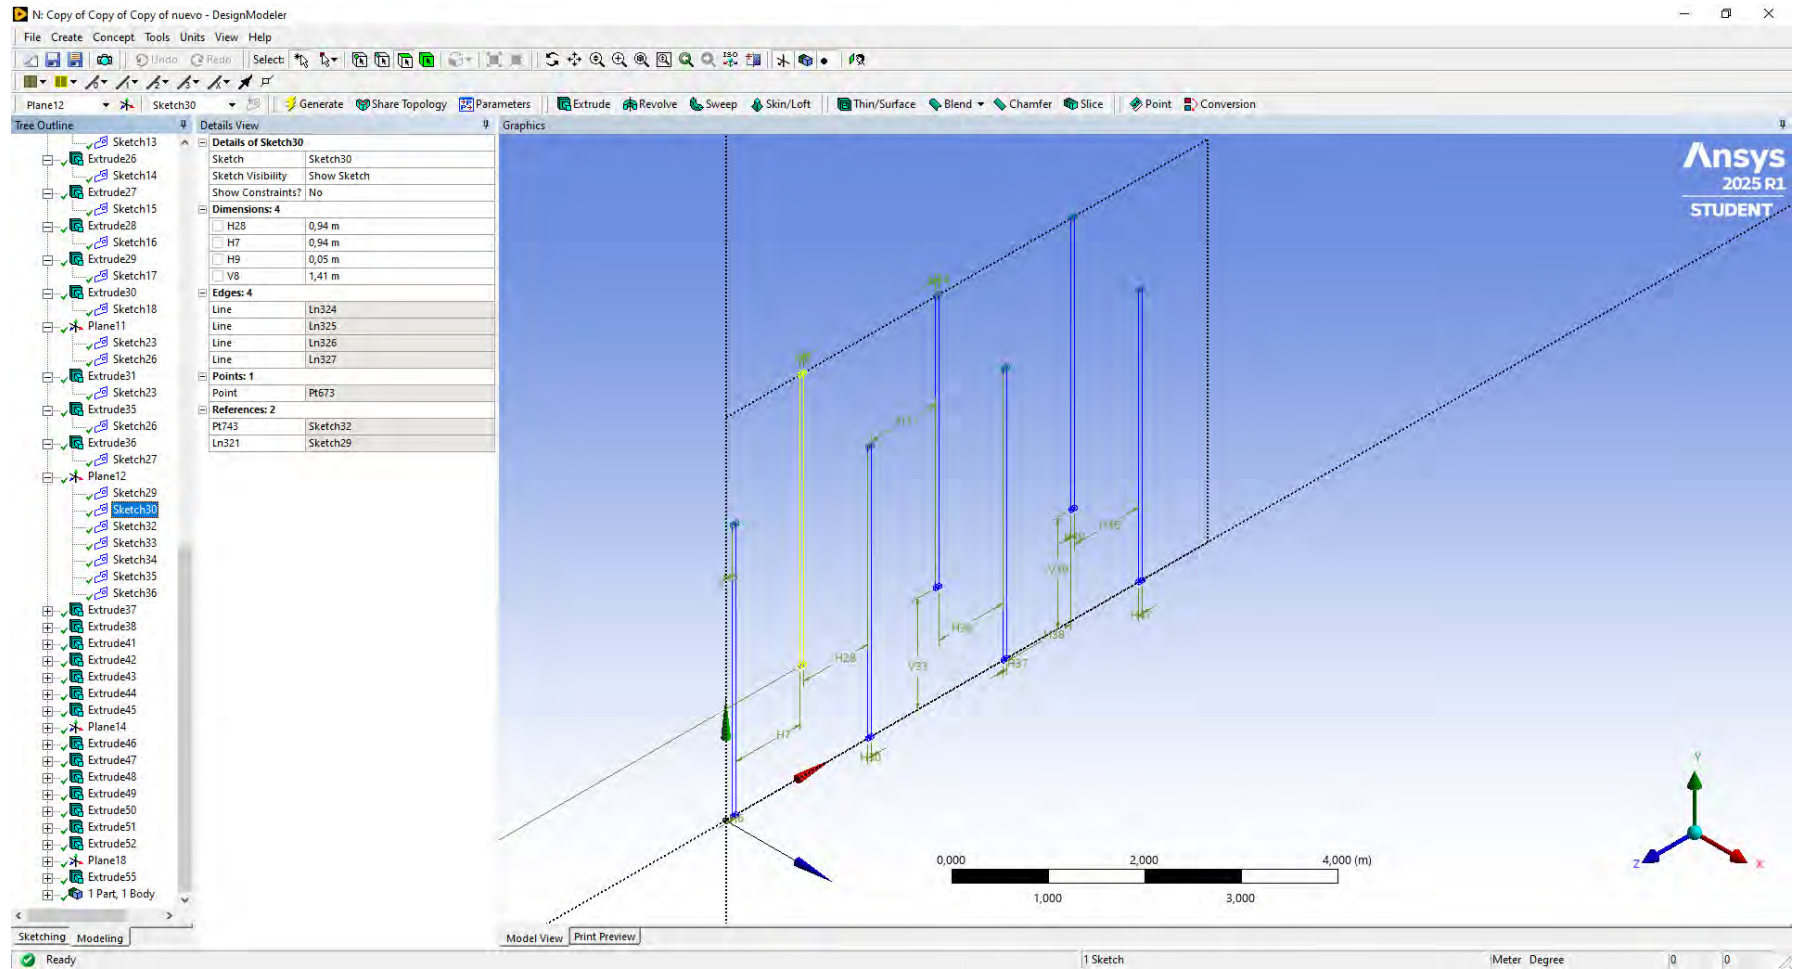 N: Copy of Copy of Copy of nuevo - DesignModeler
File Create Concept Tools Units View Help
Undo Redo Select:
Plane12 Sketch30 Generate Share Topology Parameters Extrude Revolve Sweep Skin/Loft Thin/Surface Blend Chamfer Slice Point Conversion
Tree Outline
Sketch13
Extrude26
Sketch14
Extrude27
Sketch15
Extrude28
Sketch16
Extrude29
Sketch17
Extrude30
Sketch18
Plane11
Sketch23
Sketch26
Extrude31
Sketch23
Extrude35
Sketch26
Extrude36
Sketch27
Plane12
Sketch29
Sketch30
Sketch32
Sketch33
Sketch34
Sketch35
Sketch36
Extrude37
Extrude38
Extrude41
Extrude42
Extrude43
Extrude44
Extrude45
Plane14
Extrude46
Extrude47
Extrude48
Extrude49
Extrude50
Extrude51
Extrude52
Plane18
Extrude55
1 Part, 1 Body
Sketching Modeling
Details View
Details of Sketch30
Sketch Sketch30
Sketch Visibility Show Sketch
Show Constraints? No
Dimensions: 4
H28 0,94 m
H7 0,94 m
H9 0,05 m
V8 1,41 m
Edges: 4
Line Ln324
Line Ln325
Line Ln326
Line Ln327
Points: 1
Point Pt673
References: 2
Pt743 Sketch32
Ln321 Sketch29
Graphics
Ansys
2025 R1
STUDENT
H45
V39
H36
H38
H28
V33
H37
H7
Y
0,000 2,000 4,000 (m)
1,000 3,000
Z X
Model View Print Preview
Ready 1 Sketch Meter Degree 0 0